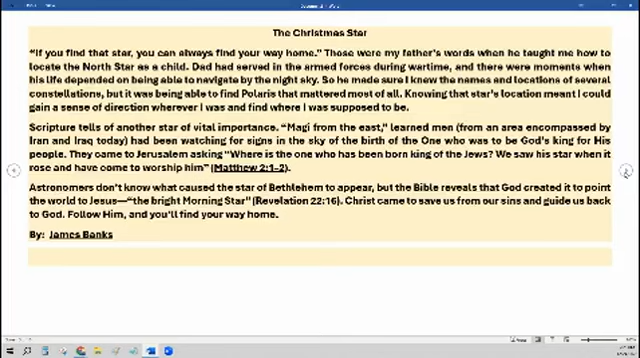 The Christmas Star
“If you find that star, you can always find your way home.” Those were my father’s words when he taught me how to
locate the North Star as a child. Dad had served in the armed forces during wartime, and there were moments when
his life depended on being able to navigate by the night sky. So he made sure I knew the names and locations of several
constellations, but it was being able to find Polaris that mattered most of all. Knowing that star’s location meant I could
gain a sense of direction wherever I was and find where I was supposed to be.
Scripture tells of another star of vital importance. “Magi from the east,” learned men (from an area encompassed by
Iran and Iraq today) had been watching for signs in the sky of the birth of the One who was to be God’s king for His
people. They came to Jerusalem asking “Where is the one who has been born king of the Jews? We saw his star when it
rose and have come to worship him” (Matthew 2:1–2).
Astronomers don’t know what caused the star of Bethlehem to appear, but the Bible reveals that God created it to point
the world to Jesus—“the bright Morning Star” (Revelation 22:16). Christ came to save us from our sins and guide us back
to God. Follow Him, and you’ll find your way home.
By: James Banks